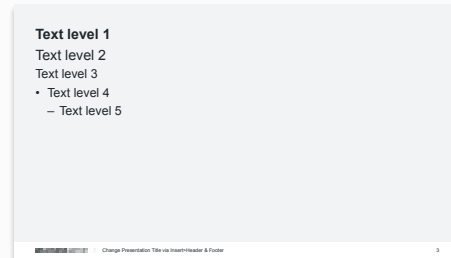 Text level 1
Text level 2
Text level 3
• Text level 4
– Text level 5
Change Presentation Title via Insert>Header & Footer
3